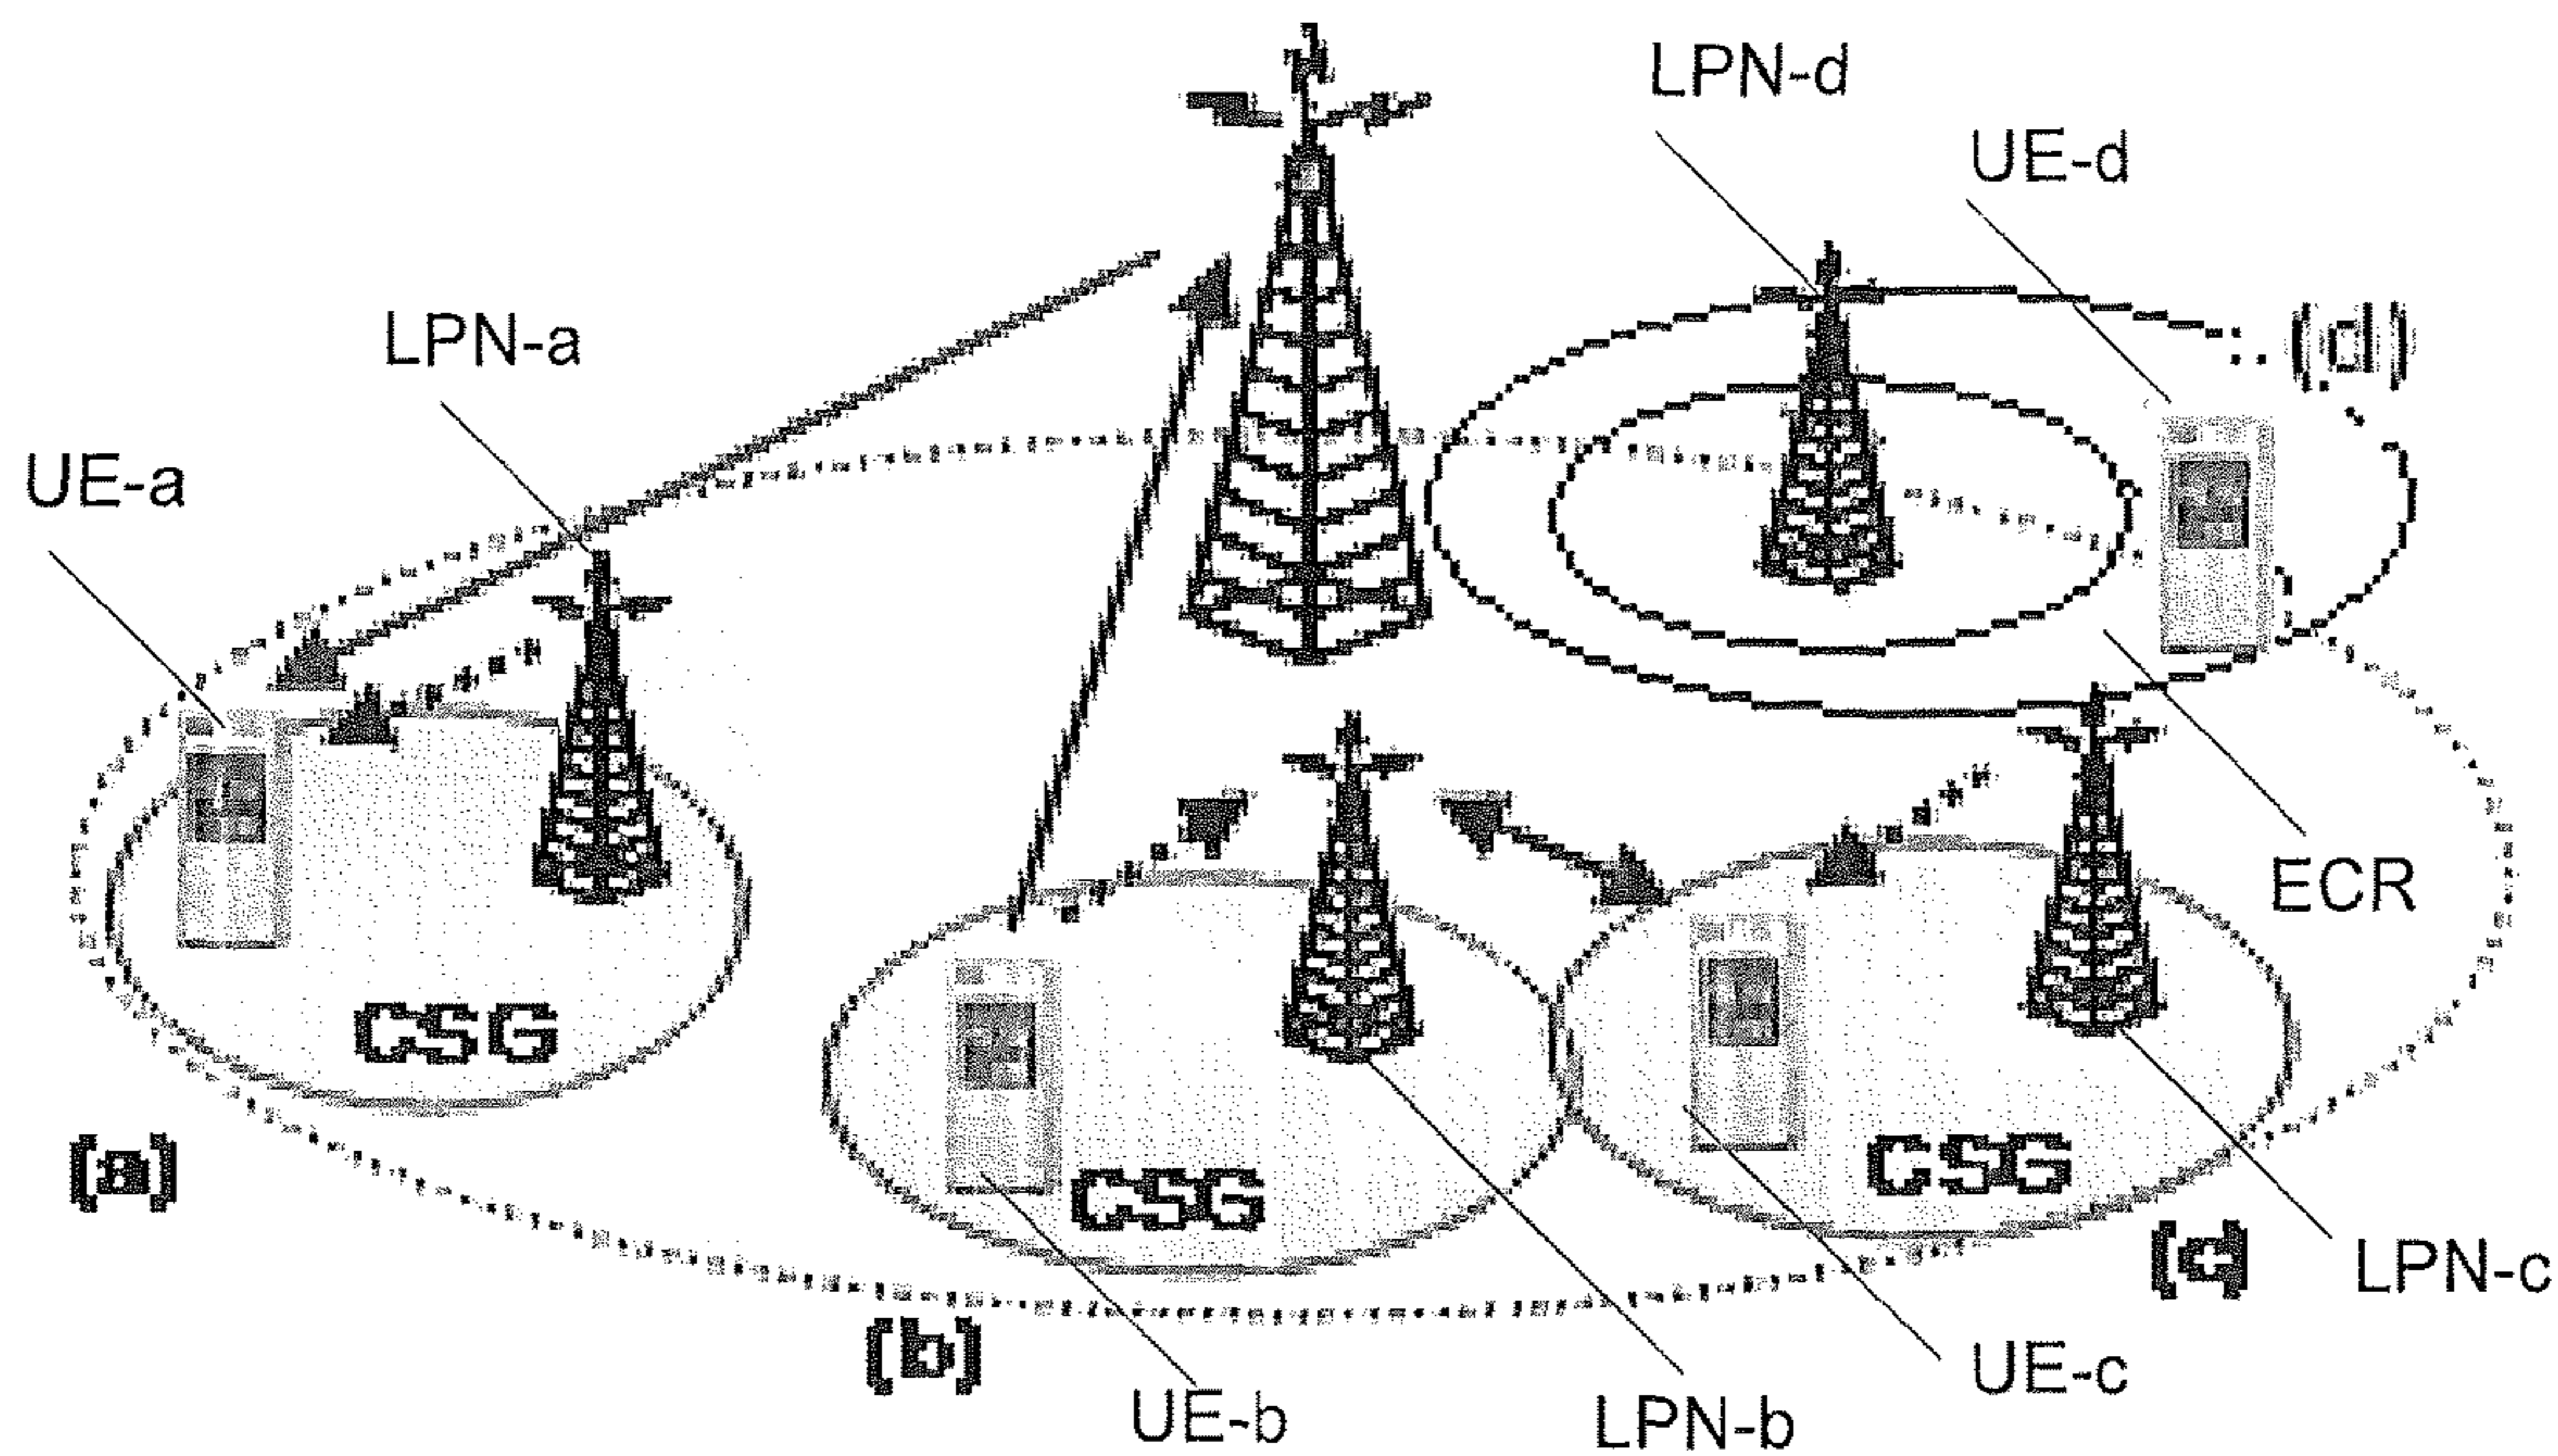 LPN-d
UE-d
LPN-a
UE-a
ECR
CSG
CSG
CSG
[a]
[b]
[c]
LPN-c
UE-c
UE-b
LPN-b